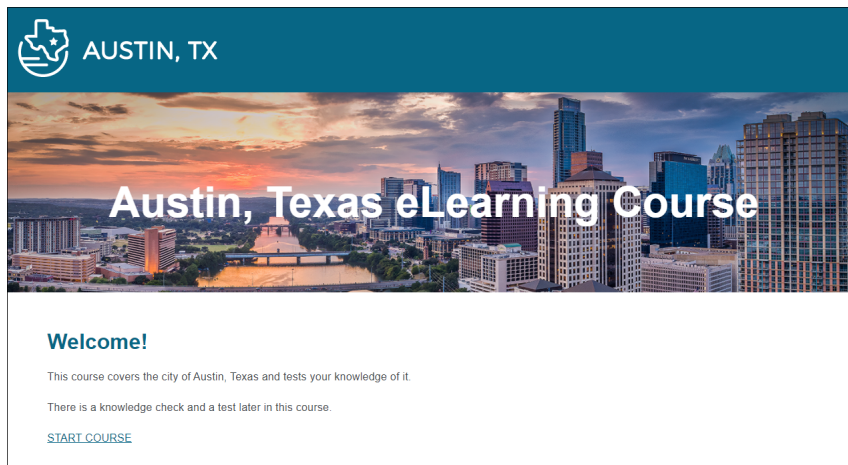 AUSTIN, TX
Austin, Texas eLearning Course
Welcome!
This course covers the city of Austin, Texas and tests your knowledge of it.
There is a knowledge check and a test later in this course.
START COURSE